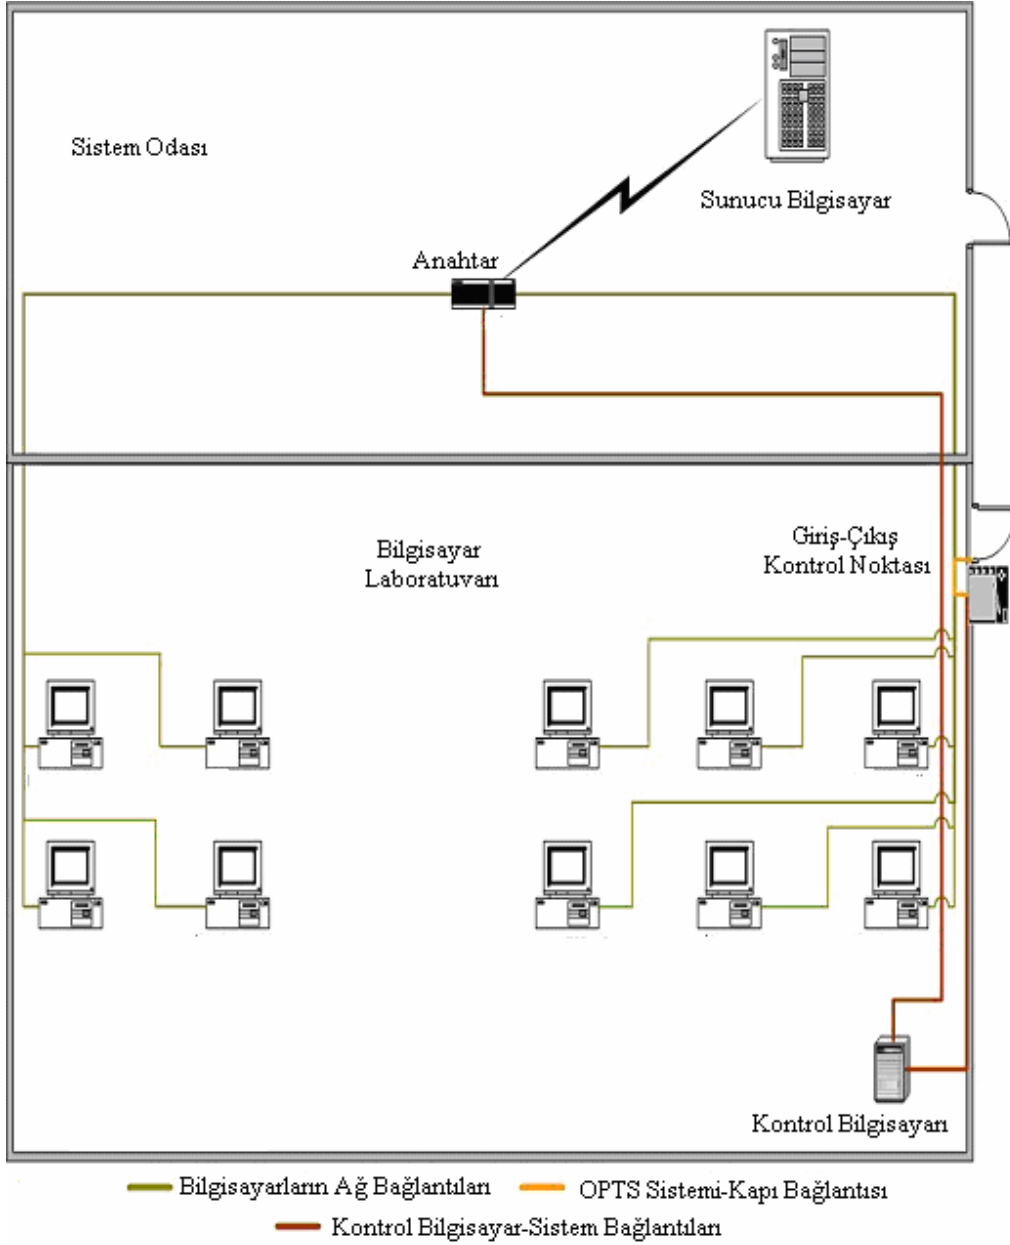 Sistem Odası
Sunucu Bilgisayar
Anahtar
Bilgisayar
Laboratuvarı
Giriş-Çıkış
Kontrol Noktası
Kontrol Bilgisayarı
Bilgisayarların Ağ Bağlantıları
OPTS Sistemi-Kapı Bağlantısı
Kontrol Bilgisayar-Sistem Bağlantıları